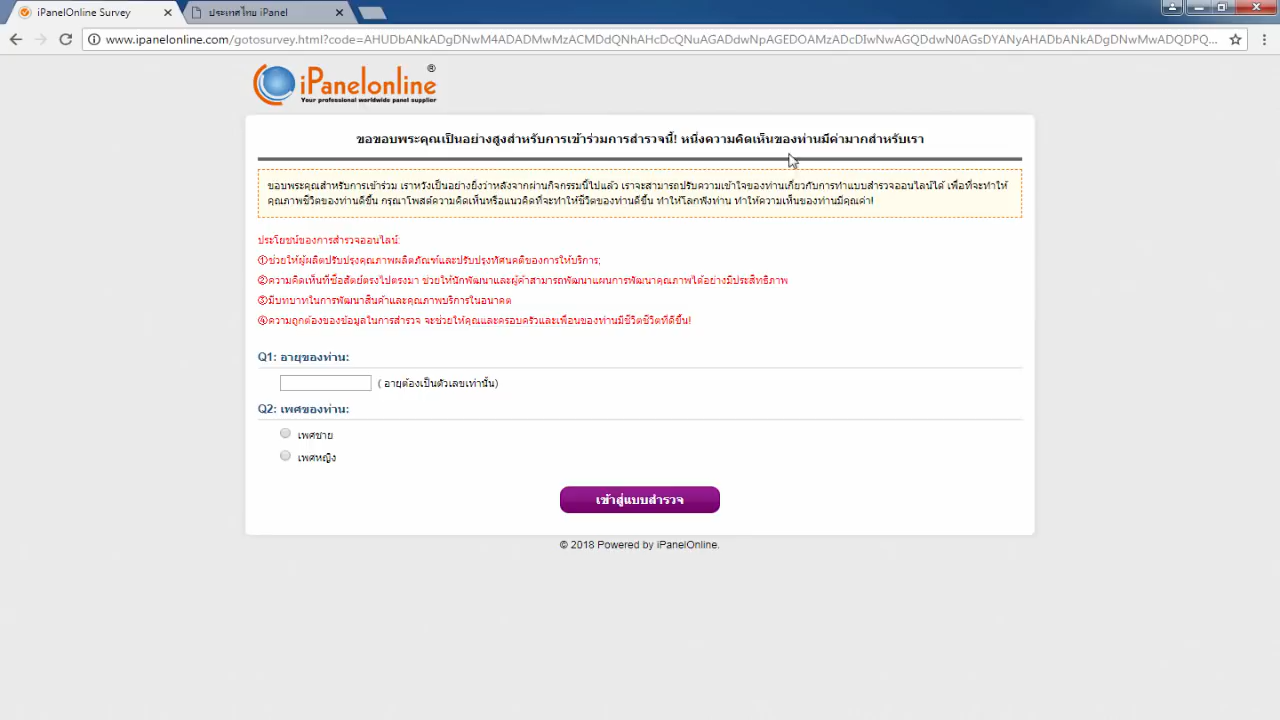 iPanelOnline Survey
ประเทศไทย iPanel
www.ipanelonline.com/gotosurvey.html?code=AHUDbANkADgDNwM4ADADMwMzACMDdQNhAHcDcQNuAGADdwNpAGEDOAMzADcDIwNwAGQDdwN0AGsDYANyAHADbANkADgDNwMwADQDPQ...
iPanelonline®
Your professional worldwide panel supplier
ขอขอบพระคุณเป็นอย่างสูงสำหรับการเข้าร่วมการสำรวจนี้! หนึ่งความคิดเห็นของท่านมีค่ามากสำหรับเรา
ขอบพระคุณสำหรับการเข้าร่วม เราหวังเป็นอย่างยิ่งว่าหลังจากผ่านกิจกรรมนี้ไปแล้ว เราจะสามารถปรับความเข้าใจของท่านเกี่ยวกับการทำแบบสำรวจออนไลน์ได้ เพื่อที่จะทำให้
คุณภาพชีวิตของท่านดีขึ้น กรุณาโพสต์ความคิดเห็นหรือแนวคิดที่จะทำให้ชีวิตของท่านดีขึ้น ทำให้โลกฟังท่าน ทำให้ความเห็นของท่านมีคุณค่า!
ประโยชน์ของการสำรวจออนไลน์:
①ช่วยให้ผู้ผลิตปรับปรุงคุณภาพผลิตภัณฑ์และปรับปรุงทัศนคติของการให้บริการ;
②ความคิดเห็นที่ซื่อสัตย์ตรงไปตรงมา ช่วยให้นักพัฒนาและผู้ค้าสามารถพัฒนาแผนการพัฒนาคุณภาพได้อย่างมีประสิทธิภาพ
③มีบทบาทในการพัฒนาสินค้าและคุณภาพบริการในอนาคต
④ความถูกต้องของข้อมูลในการสำรวจ จะช่วยให้คุณและครอบครัวและเพื่อนของท่านมีชีวิตชีวิตที่ดีขึ้น!
Q1: อายุของท่าน:
( อายุต้องเป็นตัวเลขเท่านั้น)
Q2: เพศของท่าน:
เพศชาย
เพศหญิง
เข้าสู่แบบสำรวจ
© 2018 Powered by iPanelOnline.